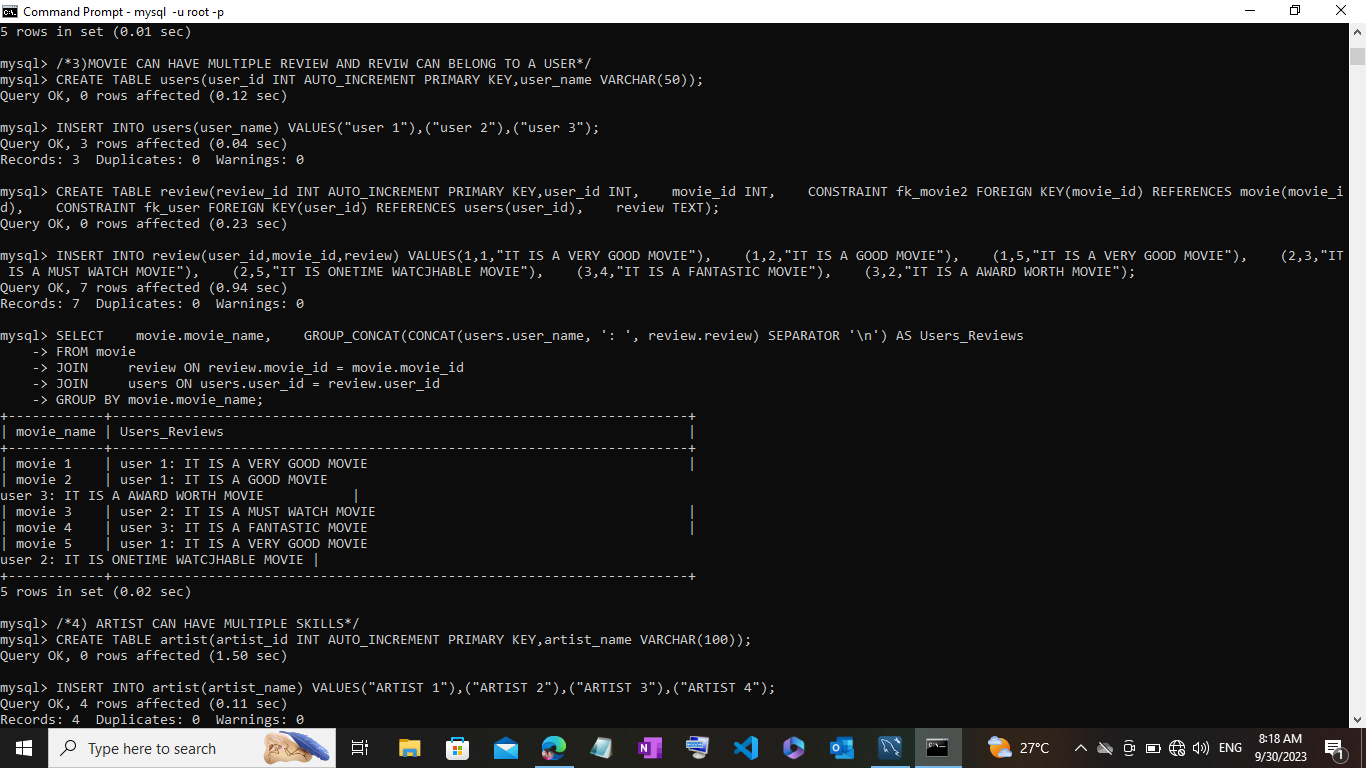 Command Prompt - mysql -u root -p
5 rows in set (0.01 sec)
mysql> /*3)MOVIE CAN HAVE MULTIPLE REVIEW AND REVIW CAN BELONG TO A USER*/
mysql> CREATE TABLE users(user_id INT AUTO_INCREMENT PRIMARY KEY,user_name VARCHAR(50));
Query OK, 0 rows affected (0.12 sec)
mysql> INSERT INTO users(user_name) VALUES("user 1"),("user 2"),("user 3");
Query OK, 3 rows affected (0.04 sec)
Records: 3  Duplicates: 0  Warnings: 0
mysql> CREATE TABLE review(review_id INT AUTO_INCREMENT PRIMARY KEY,user_id INT,    movie_id INT,    CONSTRAINT fk_movie2 FOREIGN KEY(movie_id) REFERENCES movie(movie_i
d),    CONSTRAINT fk_user FOREIGN KEY(user_id) REFERENCES users(user_id),    review TEXT);
Query OK, 0 rows affected (0.23 sec)
mysql> INSERT INTO review(user_id,movie_id,review) VALUES(1,1,"IT IS A VERY GOOD MOVIE"),    (1,2,"IT IS A GOOD MOVIE"),    (1,5,"IT IS A VERY GOOD MOVIE"),    (2,3,"IT
 IS A MUST WATCH MOVIE"),    (2,5,"IT IS ONETIME WATCJHABLE MOVIE"),    (3,4,"IT IS A FANTASTIC MOVIE"),    (3,2,"IT IS A AWARD WORTH MOVIE");
Query OK, 7 rows affected (0.94 sec)
Records: 7  Duplicates: 0  Warnings: 0
mysql> SELECT    movie.movie_name,    GROUP_CONCAT(CONCAT(users.user_name, ': ', review.review) SEPARATOR '\n') AS Users_Reviews
    -> FROM movie
    -> JOIN     review ON review.movie_id = movie.movie_id
    -> JOIN     users ON users.user_id = review.user_id
    -> GROUP BY movie.movie_name;
+------------+------------------------------------------------------------------------+
| movie_name | Users_Reviews                                                          |
+------------+------------------------------------------------------------------------+
| movie 1    | user 1: IT IS A VERY GOOD MOVIE                                        |
| movie 2    | user 1: IT IS A GOOD MOVIE
user 3: IT IS A AWARD WORTH MOVIE           |
| movie 3    | user 2: IT IS A MUST WATCH MOVIE                                       |
| movie 4    | user 3: IT IS A FANTASTIC MOVIE                                        |
| movie 5    | user 1: IT IS A VERY GOOD MOVIE
user 2: IT IS ONETIME WATCJHABLE MOVIE |
+------------+------------------------------------------------------------------------+
5 rows in set (0.02 sec)
mysql> /*4) ARTIST CAN HAVE MULTIPLE SKILLS*/
mysql> CREATE TABLE artist(artist_id INT AUTO_INCREMENT PRIMARY KEY,artist_name VARCHAR(100));
Query OK, 0 rows affected (1.50 sec)
mysql> INSERT INTO artist(artist_name) VALUES("ARTIST 1"),("ARTIST 2"),("ARTIST 3"),("ARTIST 4");
Query OK, 4 rows affected (0.11 sec)
Records: 4  Duplicates: 0  Warnings: 0
Type here to search
27°C
ENG
8:18 AM
9/30/2023
1